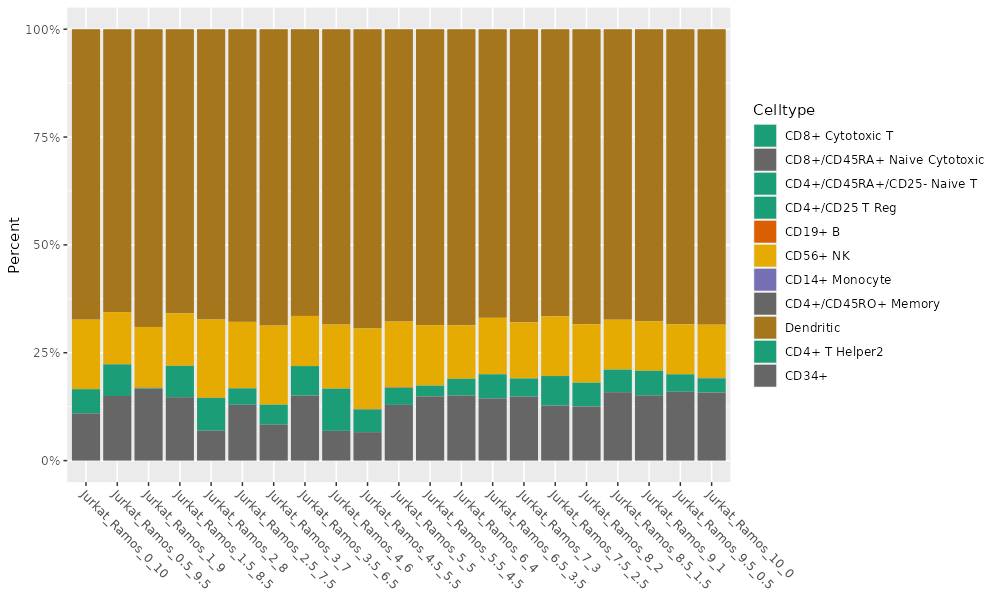 100%
75%
50%
25%
0%
Percent
Jurkat_Ramos_0_10
Jurkat_Ramos_0.5_9.5
Jurkat_Ramos_1_9
Jurkat_Ramos_1.5_8.5
Jurkat_Ramos_2_8
Jurkat_Ramos_2.5_7.5
Jurkat_Ramos_3_7
Jurkat_Ramos_3.5_6.5
Jurkat_Ramos_4_6
Jurkat_Ramos_4.5_5.5
Jurkat_Ramos_5_5
Jurkat_Ramos_5.5_4.5
Jurkat_Ramos_6_4
Jurkat_Ramos_6.5_3.5
Jurkat_Ramos_7_3
Jurkat_Ramos_7.5_2.5
Jurkat_Ramos_8_2
Jurkat_Ramos_8.5_1.5
Jurkat_Ramos_9_1
Jurkat_Ramos_9.5_0.5
Jurkat_Ramos_10_0
Celltype
CD8+ Cytotoxic T
CD8+/CD45RA+ Naive Cytotoxic
CD4+/CD45RA+/CD25- Naive T
CD4+/CD25 T Reg
CD19+ B
CD56+ NK
CD14+ Monocyte
CD4+/CD45RO+ Memory
Dendritic
CD4+ T Helper2
CD34+